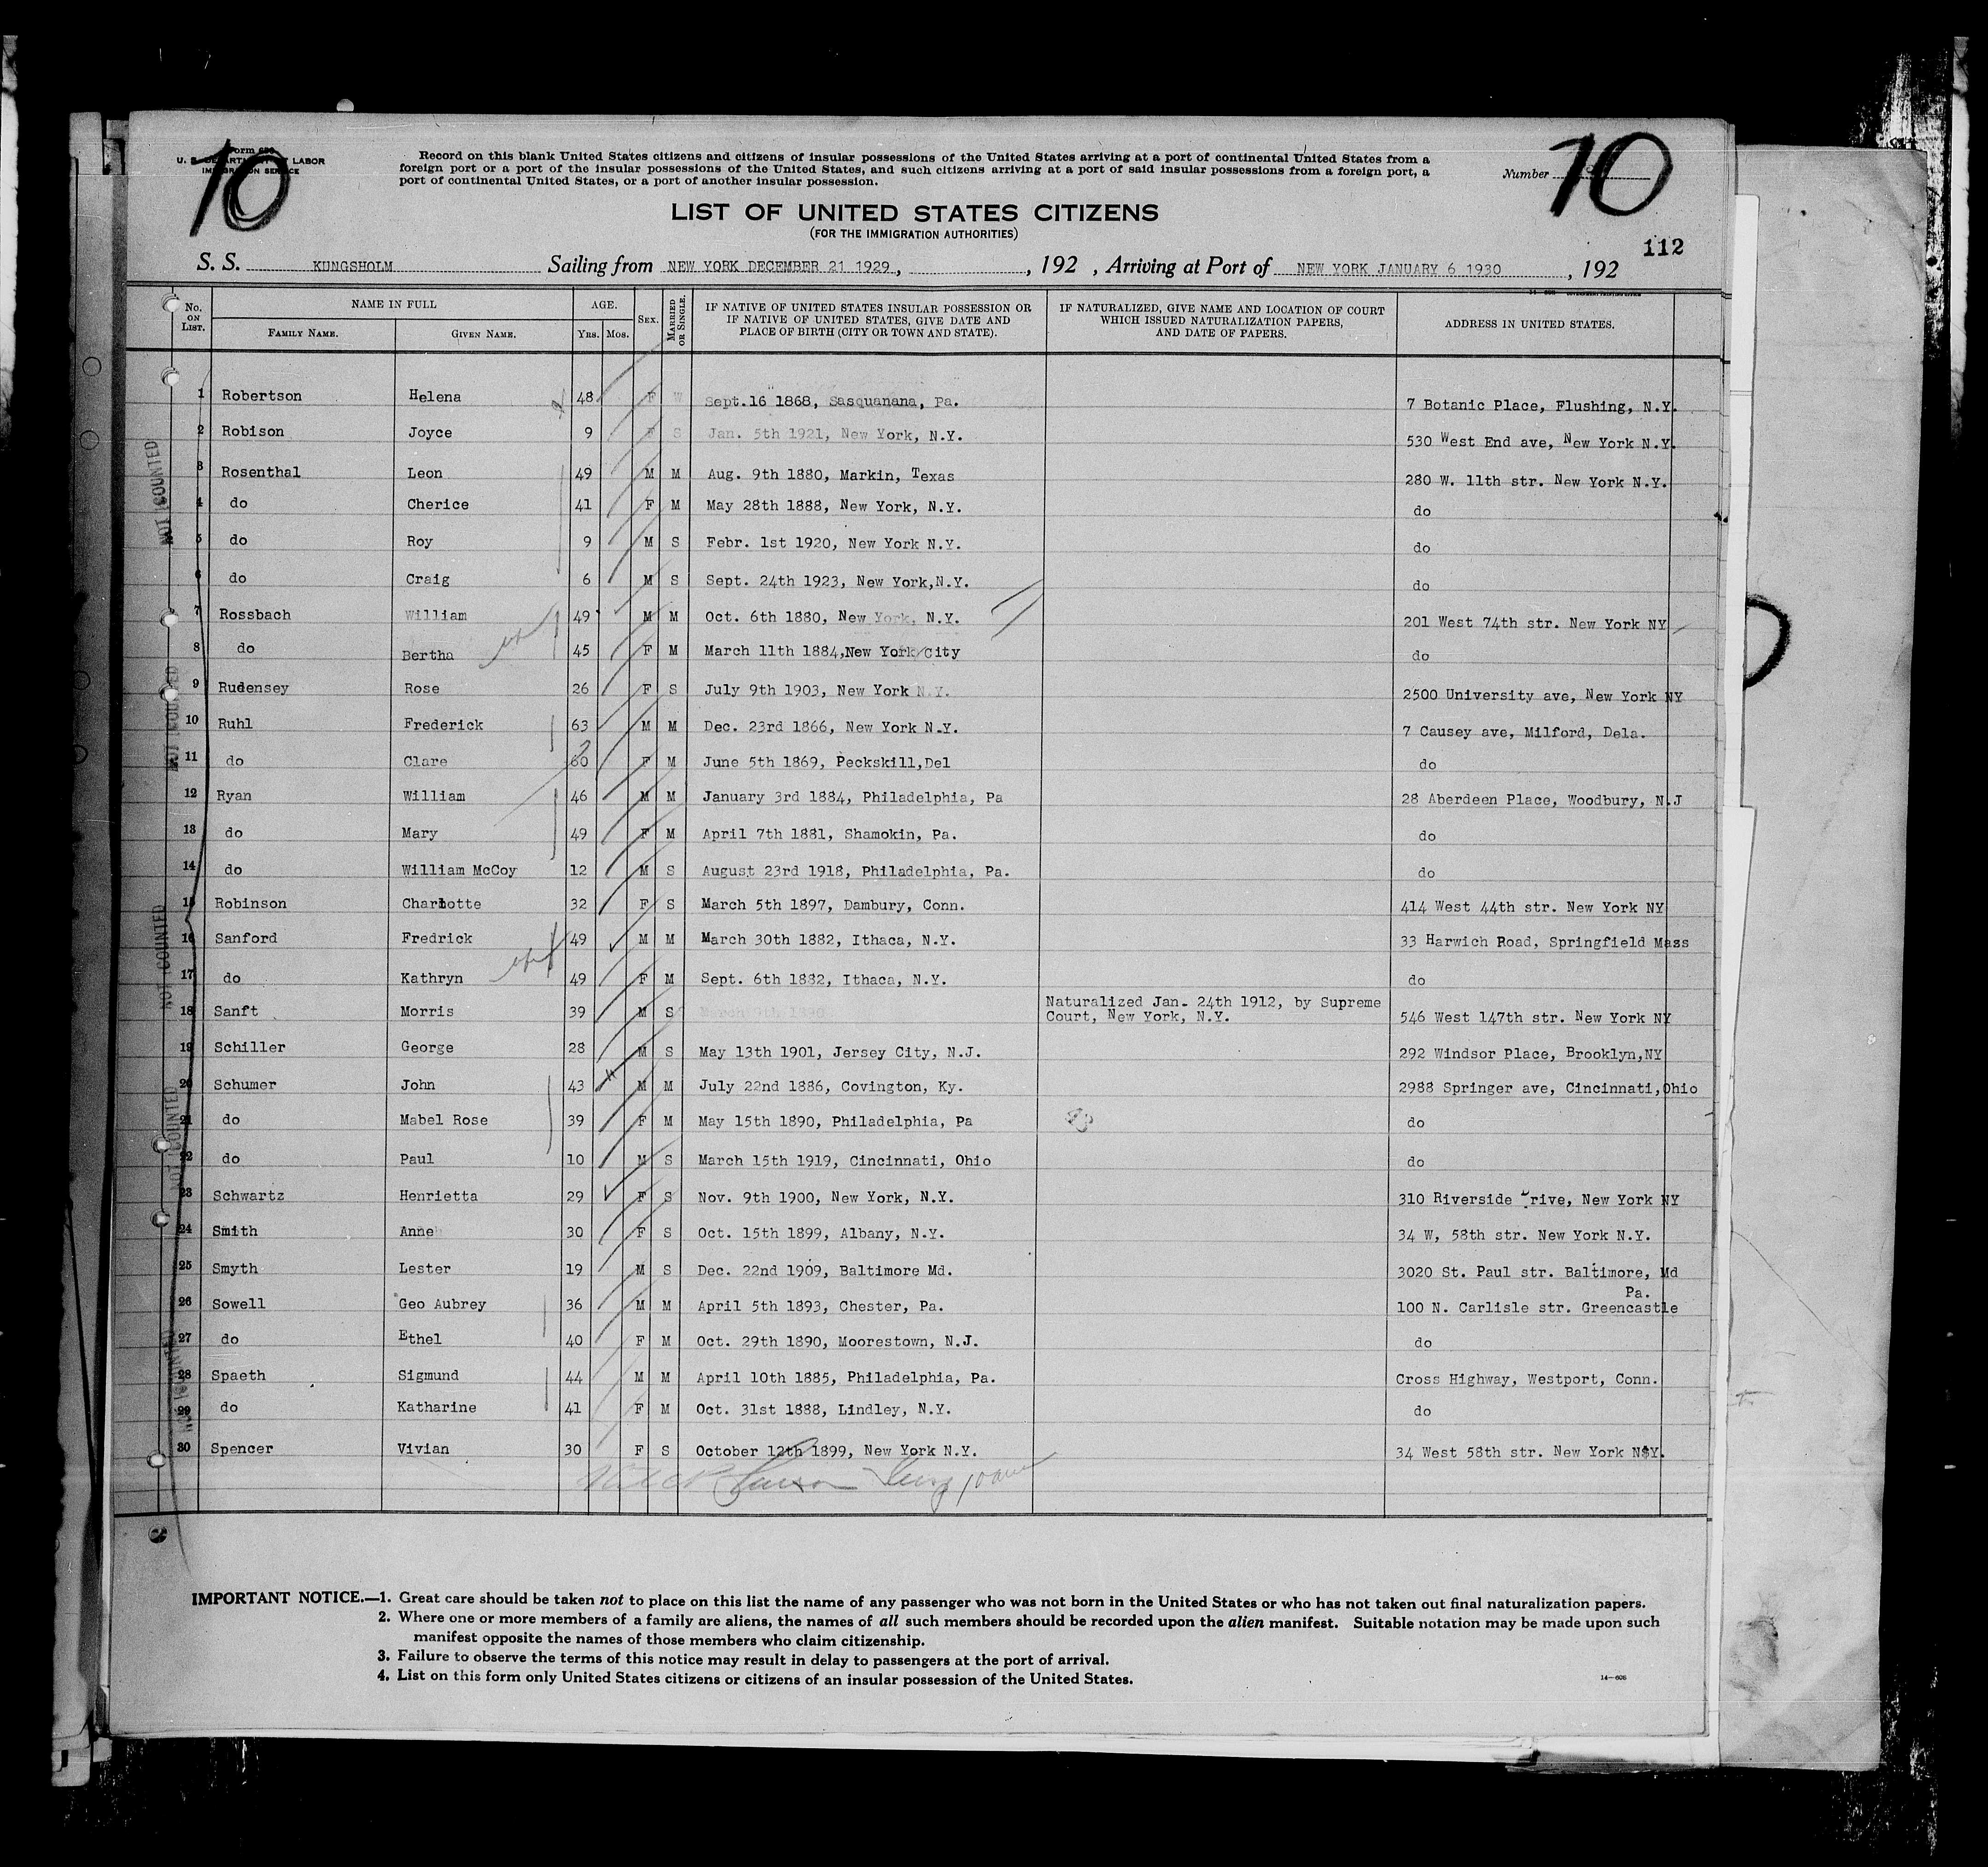 10
Form 630
U. S. DEPARTMENT OF LABOR
IMMIGRATION SERVICE
Record on this blank United States citizens and citizens of insular possessions of the United States arriving at a port of continental United States from a
foreign port or a port of the insular possessions of the United States, and such citizens arriving at a port of said insular possessions from a foreign port, a
port of continental United States, or a port of another insular possession.
Number 10
LIST OF UNITED STATES CITIZENS
(FOR THE IMMIGRATION AUTHORITIES)
112
S. S. KUNGSHOLM Sailing from NEW YORK DECEMBER 21 1929, , 192 , Arriving at Port of NEW YORK JANUARY 6 1930 , 192
No. ON LIST. NAME IN FULL FAMILY NAME. GIVEN NAME. AGE. YRS. MOS. SEX. MARRIED OR SINGLE. IF NATIVE OF UNITED STATES INSULAR POSSESSION OR IF NATIVE OF UNITED STATES, GIVE DATE AND PLACE OF BIRTH (CITY OR TOWN AND STATE). IF NATURALIZED, GIVE NAME AND LOCATION OF COURT WHICH ISSUED NATURALIZATION PAPERS, AND DATE OF PAPERS. ADDRESS IN UNITED STATES.
1 Robertson Helena 48 F W Sept.16 1868, Sasquanana, Pa. 7 Botanic Place, Flushing, N.Y.
2 Robison Joyce 9 F S Jan. 5th 1921, New York, N.Y. 530 West End ave, New York N.Y.
3 Rosenthal Leon 49 M M Aug. 9th 1880, Markin, Texas 280 W. 11th str. New York N.Y.
4 do Cherice 41 F M May 28th 1888, New York, N.Y. do
5 do Roy 9 M S Febr. 1st 1920, New York N.Y. do
6 do Craig 6 M S Sept. 24th 1923, New York,N.Y. do
7 Rossbach William 49 M M Oct. 6th 1880, New York, N.Y. 201 West 74th str. New York NY
8 do Bertha 45 F M March 11th 1884,New York City do
9 Rudensey Rose 26 F S July 9th 1903, New York N.Y. 2500 University ave, New York NY
10 Ruhl Frederick 63 M M Dec. 23rd 1866, New York N.Y. 7 Causey ave, Milford, Dela.
11 do Clare 60 F M June 5th 1869, Peckskill,Del do
12 Ryan William 46 M M January 3rd 1884, Philadelphia, Pa 28 Aberdeen Place, Woodbury, N.J
13 do Mary 49 F M April 7th 1881, Shamokin, Pa. do
14 do William McCoy 12 M S August 23rd 1918, Philadelphia, Pa. do
15 Robinson Charlotte 32 F S March 5th 1897, Dambury, Conn. 414 West 44th str. New York NY
16 Sanford Fredrick 49 M M March 30th 1882, Ithaca, N.Y. 33 Harwich Road, Springfield Mass
17 do Kathryn 49 F M Sept. 6th 1882, Ithaca, N.Y. do
18 Sanft Morris 39 M S March 9th 1890 Naturalized Jan. 24th 1912, by Supreme Court, New York, N.Y. 546 West 147th str. New York NY
19 Schiller George 28 M S May 13th 1901, Jersey City, N.J. 292 Windsor Place, Brooklyn,NY
20 Schumer John 43 M M July 22nd 1886, Covington, Ky. 2988 Springer ave, Cincinnati,Ohio
21 do Mabel Rose 39 F M May 15th 1890, Philadelphia, Pa do
22 do Paul 10 M S March 15th 1919, Cincinnati, Ohio do
23 Schwartz Henrietta 29 F S Nov. 9th 1900, New York, N.Y. 310 Riverside Drive, New York NY
24 Smith Anne 30 F S Oct. 15th 1899, Albany, N.Y. 34 W, 58th str. New York N.Y.
25 Smyth Lester 19 M S Dec. 22nd 1909, Baltimore Md. 3020 St. Paul str. Baltimore, Md
26 Sowell Geo Aubrey 36 M M April 5th 1893, Chester, Pa. 100 N. Carlisle str. Greencastle Pa.
27 do Ethel 40 F M Oct. 29th 1890, Moorestown, N.J. do
28 Spaeth Sigmund 44 M M April 10th 1885, Philadelphia, Pa. Cross Highway, Westport, Conn.
29 do Katharine 41 F M Oct. 31st 1888, Lindley, N.Y. do
30 Spencer Vivian 30 F S October 12th 1899, New York N.Y. 34 West 58th str. New York N$Y.
NOT COUNTED
NOT COUNTED
NOT COUNTED
NOT COUNTED
NOT COUNTED
IMPORTANT NOTICE.—1. Great care should be taken not to place on this list the name of any passenger who was not born in the United States or who has not taken out final naturalization papers.
2. Where one or more members of a family are aliens, the names of all such members should be recorded upon the alien manifest. Suitable notation may be made upon such
manifest opposite the names of those members who claim citizenship.
3. Failure to observe the terms of this notice may result in delay to passengers at the port of arrival.
4. List on this form only United States citizens or citizens of an insular possession of the United States.
14—608